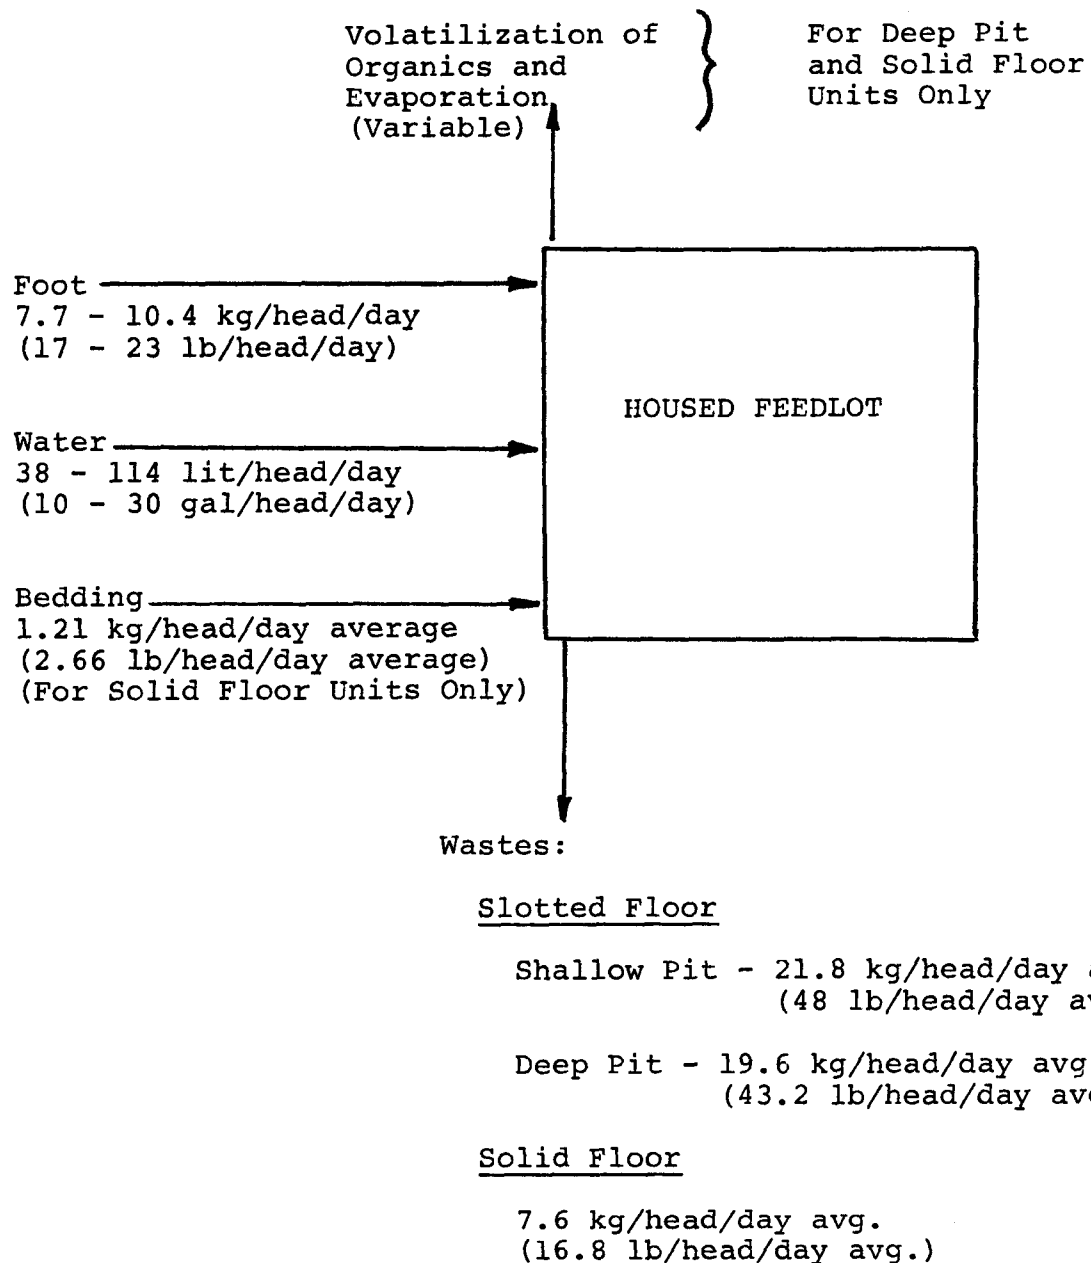 Volatilization of
Organics and
Evaporation
(Variable)
For Deep Pit
and Solid Floor
Units Only
Foot
7.7 - 10.4 kg/head/day
(17 - 23 lb/head/day)
HOUSED FEEDLOT
Water
38 - 114 lit/head/day
(10 - 30 gal/head/day)
Bedding
1.21 kg/head/day average
(2.66 lb/head/day average)
(For Solid Floor Units Only)
Wastes:
Slotted Floor
Shallow Pit - 21.8 kg/head/day
(48 lb/head/day
Deep Pit - 19.6 kg/head/day avg
(43.2 lb/head/day
Solid Floor
7.6 kg/head/day avg.
(16.8 lb/head/day avg.)